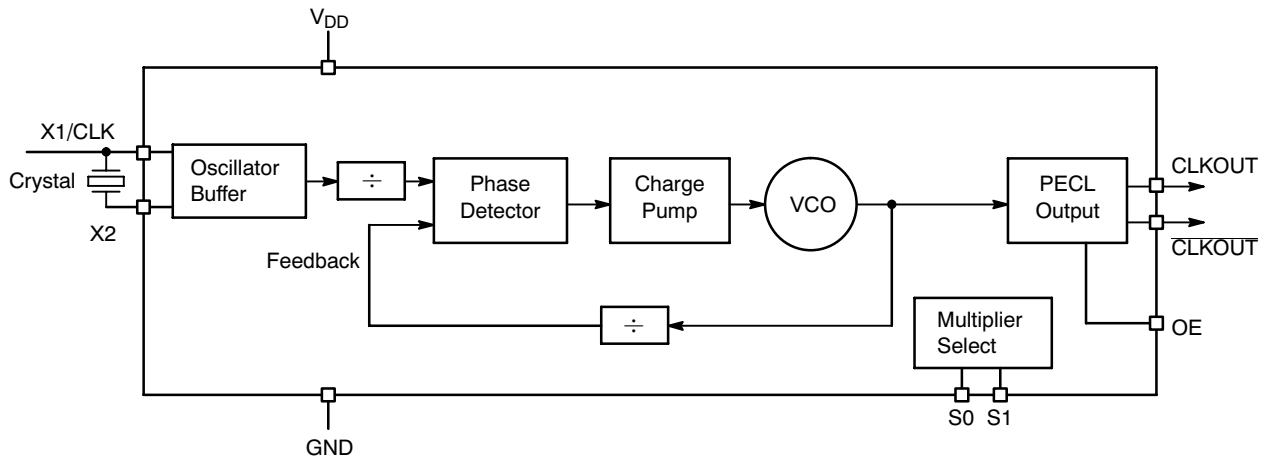 VDD
X1/CLK
Crystal
X2
Oscillator
Buffer
÷
Phase
Detector
Charge
Pump
VCO
PECL
Output
CLKOUT
CLKOUT
Feedback
÷
Multiplier
Select
OE
S0 S1
GND